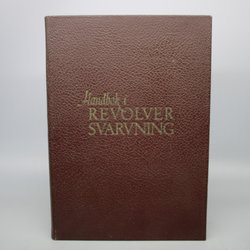 Handbok i
REVOLVER
SVARVNING